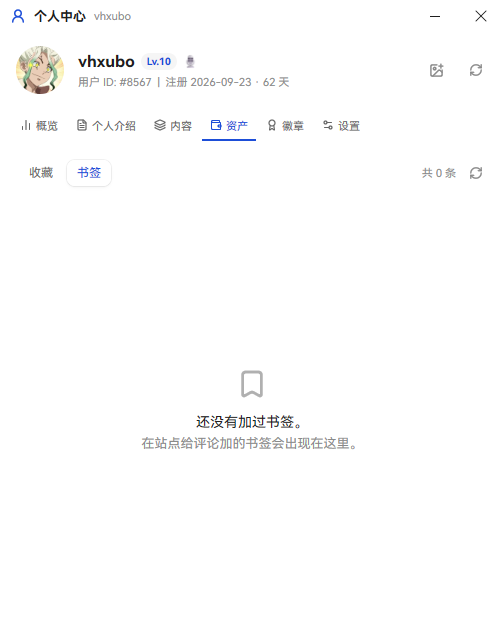 个人中心 vhxubo
vhxubo Lv.10
用户 ID: #8567 | 注册 2026-09-23 · 62 天
概览 个人介绍 内容 资产 徽章 设置
收藏 书签 共 0 条
还没有加过书签。
在站点给评论加的书签会出现在这里。